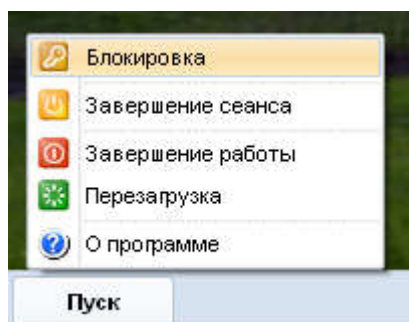 Блокировка
Завершение сеанса
Завершение работы
Перезагрузка
О программе
Пуск